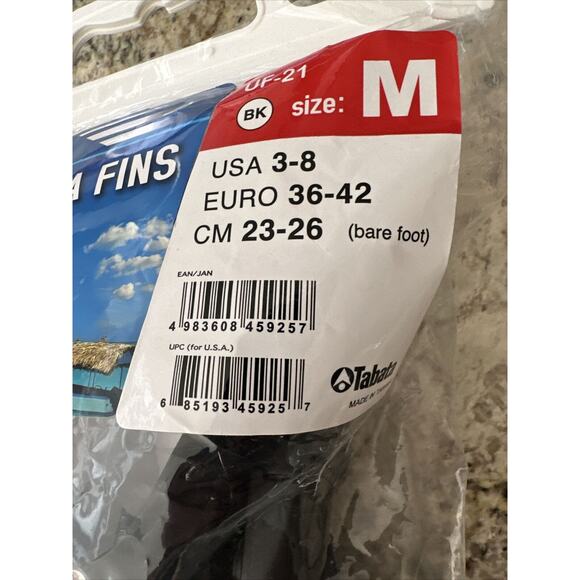 UF-21
BK size: M
FINS
USA 3-8
EURO 36-42
CM 23-26 (bare foot)
EAN/JAN
4 983608 459257
UPC (for U.S.A.)
6 85193 45925 7
Tabata
MADE IN